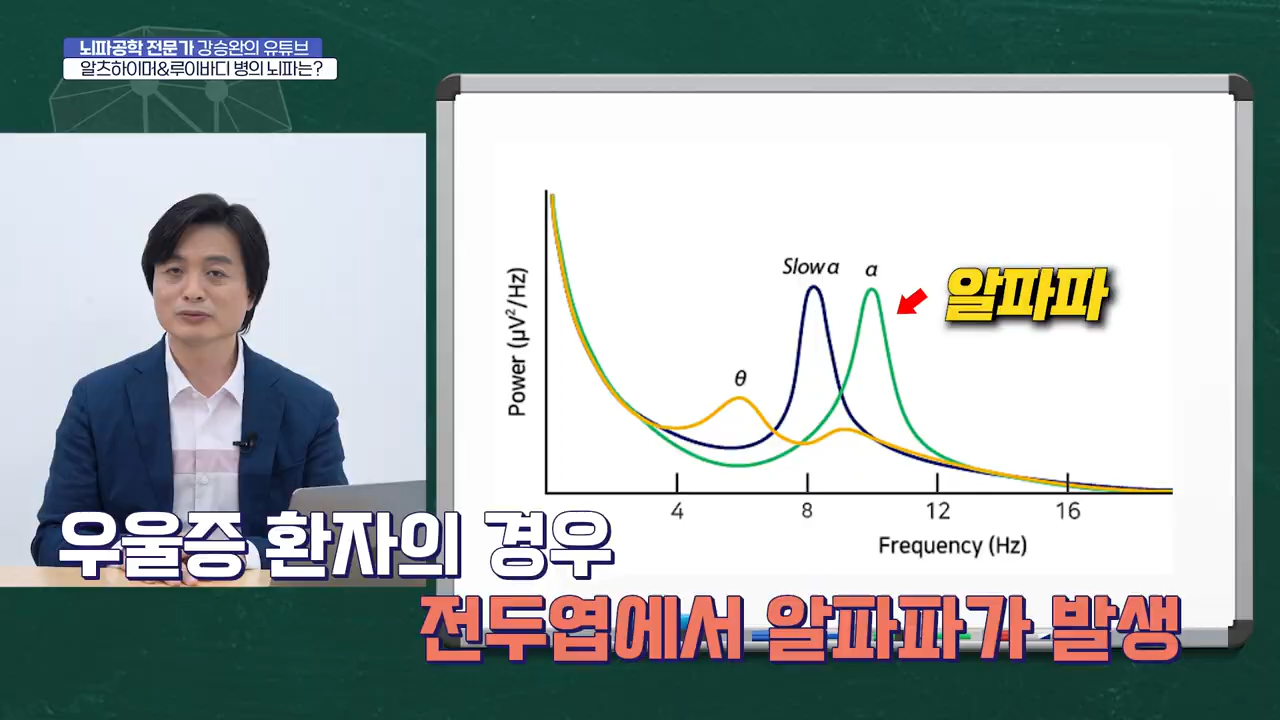 뇌파공학 전문가 강승완의 유튜브
알츠하이머&루이바디 병의 뇌파는?
Slow α
α
알파파
θ
Power (μV²/Hz)
4
8
12
16
Frequency (Hz)
우울증 환자의 경우
전두엽에서 알파파가 발생